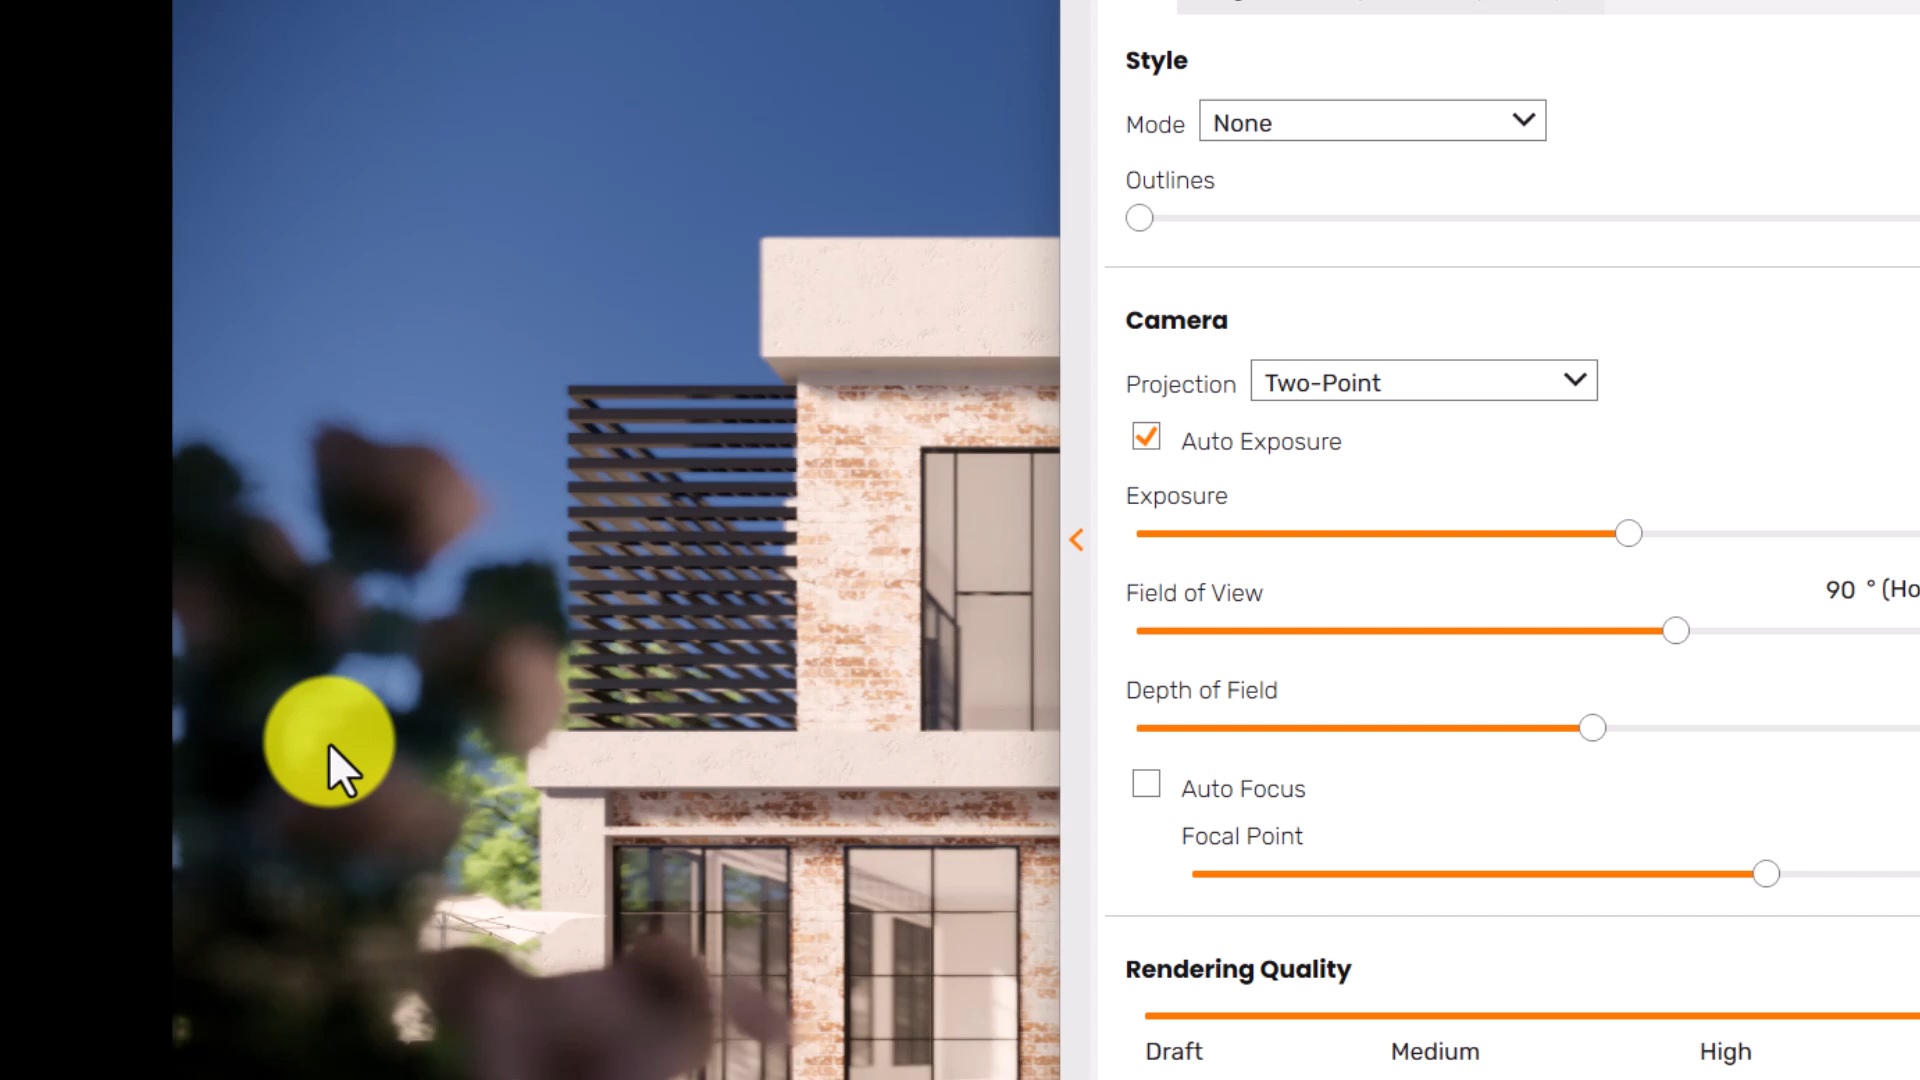 Style
Mode None
Outlines
Camera
Projection Two-Point
Auto Exposure
Exposure
Field of View 90 ° (Ho
Depth of Field
Auto Focus
Focal Point
Rendering Quality
Draft Medium High